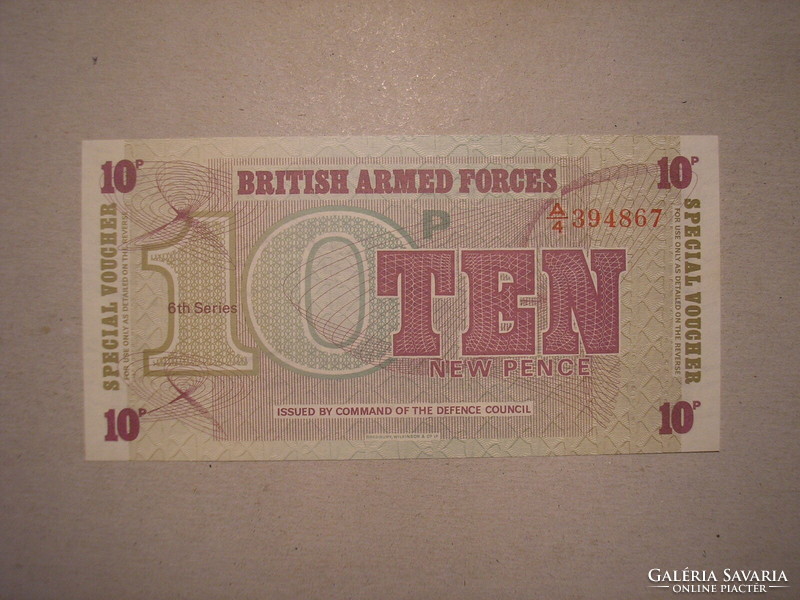 10P
BRITISH ARMED FORCES
10P
A/4 394867
SPECIAL VOUCHER
FOR USE ONLY AS DETAILED ON THE REVERSE
10P
6th Series
TEN
NEW PENCE
SPECIAL VOUCHER
FOR USE ONLY AS DETAILED ON THE REVERSE
10P
ISSUED BY COMMAND OF THE DEFENCE COUNCIL
10P
GALÉRIA SAVARIA
ONLINE PIACTÉR